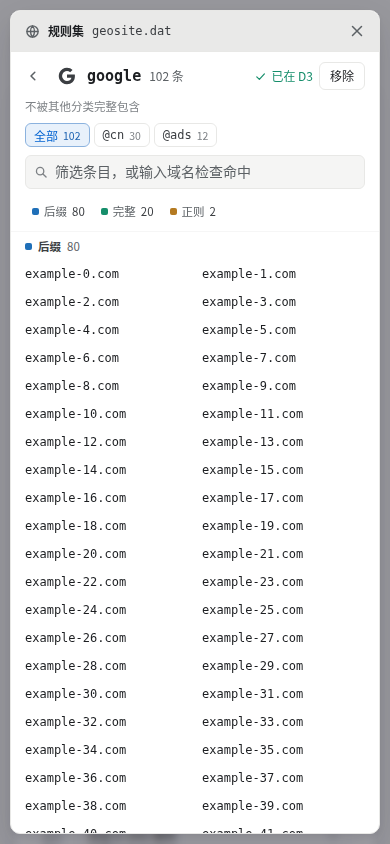 规则集 geosite.dat
google 102 条 已在 D3 移除
不被其他分类完整包含
全部 102 @cn 30 @ads 12
筛选条目，或输入域名检查命中
后缀 80 完整 20 正则 2
后缀 80
example-0.com example-1.com
example-2.com example-3.com
example-4.com example-5.com
example-6.com example-7.com
example-8.com example-9.com
example-10.com example-11.com
example-12.com example-13.com
example-14.com example-15.com
example-16.com example-17.com
example-18.com example-19.com
example-20.com example-21.com
example-22.com example-23.com
example-24.com example-25.com
example-26.com example-27.com
example-28.com example-29.com
example-30.com example-31.com
example-32.com example-33.com
example-34.com example-35.com
example-36.com example-37.com
example-38.com example-39.com
example-40.com example-41.com